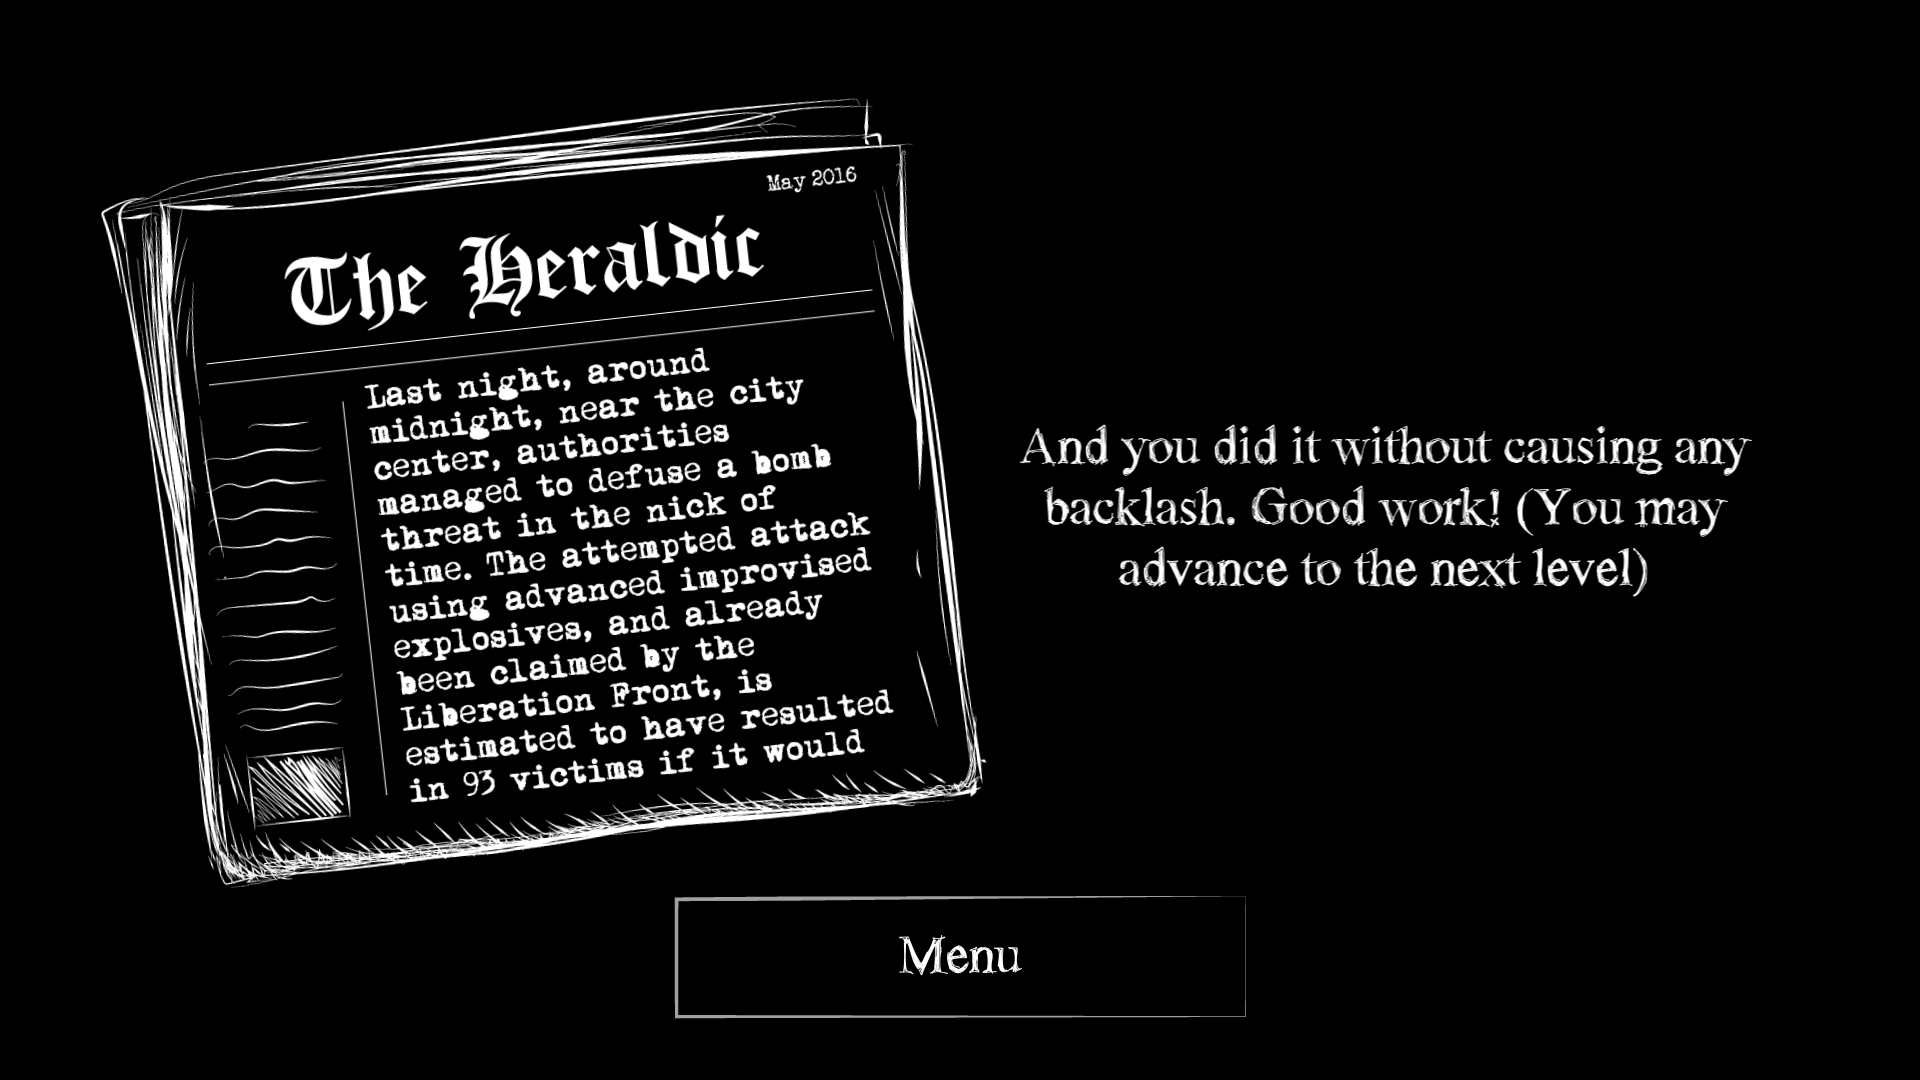 May 2016
The Heraldic
Last night, around
midnight, near the city
center, authorities
managed to defuse a bomb
threat in the nick of
time. The attempted attack
using advanced improvised
explosives, and already
been claimed by the
Liberation Front, is
estimated to have resulted
in 93 victims if it would
And you did it without causing any
backlash. Good work! (You may
advance to the next level)
Menu